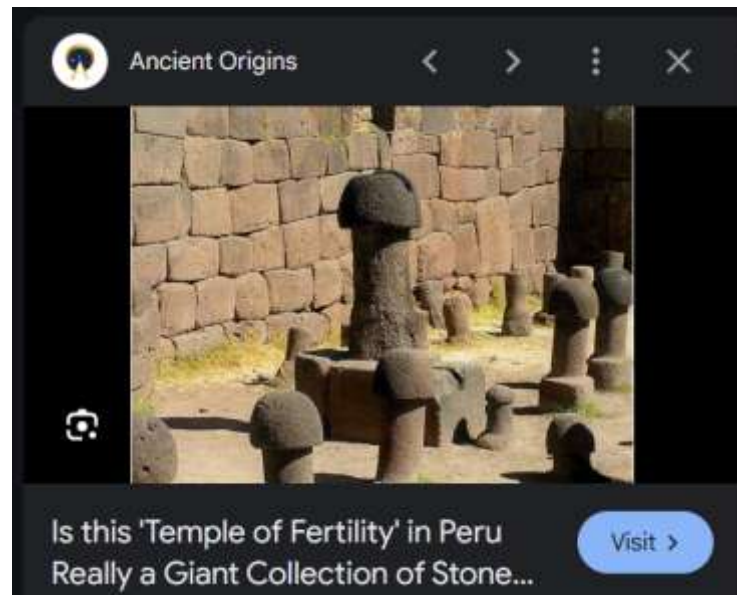 Ancient Origins
Is this 'Temple of Fertility' in Peru
Visit >
Really a Giant Collection of Stone...